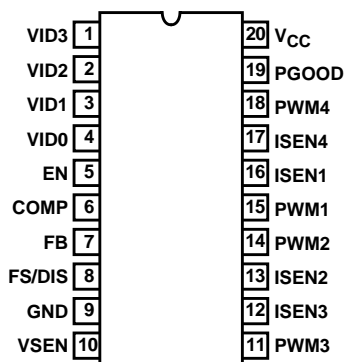 VID3 1 20 VCC
VID2 2 19 PGOOD
VID1 3 18 PWM4
VID0 4 17 ISEN4
EN 5 16 ISEN1
COMP 6 15 PWM1
FB 7 14 PWM2
FS/DIS 8 13 ISEN2
GND 9 12 ISEN3
VSEN 10 11 PWM3